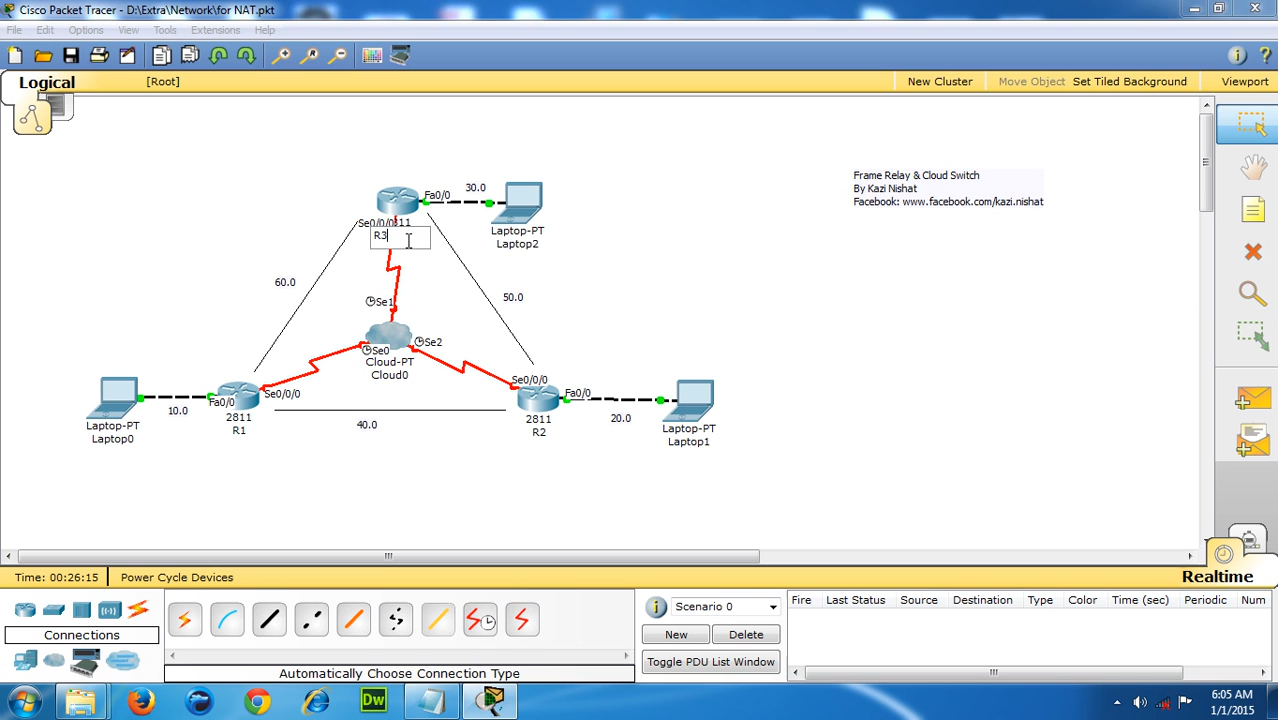 Cisco Packet Tracer - D:\Extra\Network\for NAT.pkt
File Edit Options View Tools Extensions Help
Logical [Root] New Cluster Move Object Set Tiled Background Viewport
Frame Relay & Cloud Switch
By Kazi Nishat
Facebook: www.facebook.com/kazi.nishat
Fa0/0 30.0
Se0/0/0 811
R3
Laptop-PT
Laptop2
60.0
50.0
Se1
Se2
Se0
Cloud-PT
Cloud0
Laptop-PT
Laptop0
10.0
Fa0/0
Se0/0/0
2811
R1
40.0
Se0/0/0
Fa0/0
2811
R2
20.0
Laptop-PT
Laptop1
Time: 00:26:15 Power Cycle Devices Realtime
Connections
Automatically Choose Connection Type
Scenario 0
New Delete
Toggle PDU List Window
Fire Last Status Source Destination Type Color Time (sec) Periodic Num
Dw
6:05 AM
1/1/2015